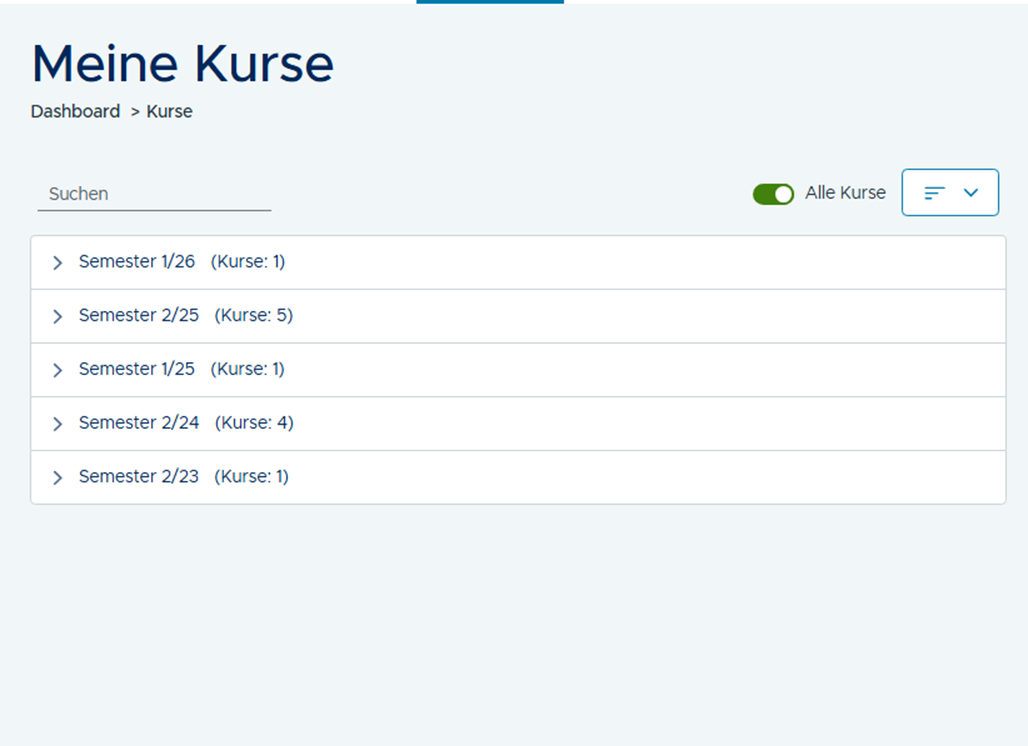 Meine Kurse
Dashboard > Kurse
Suchen
Alle Kurse
Semester 1/26 (Kurse: 1)
Semester 2/25 (Kurse: 5)
Semester 1/25 (Kurse: 1)
Semester 2/24 (Kurse: 4)
Semester 2/23 (Kurse: 1)